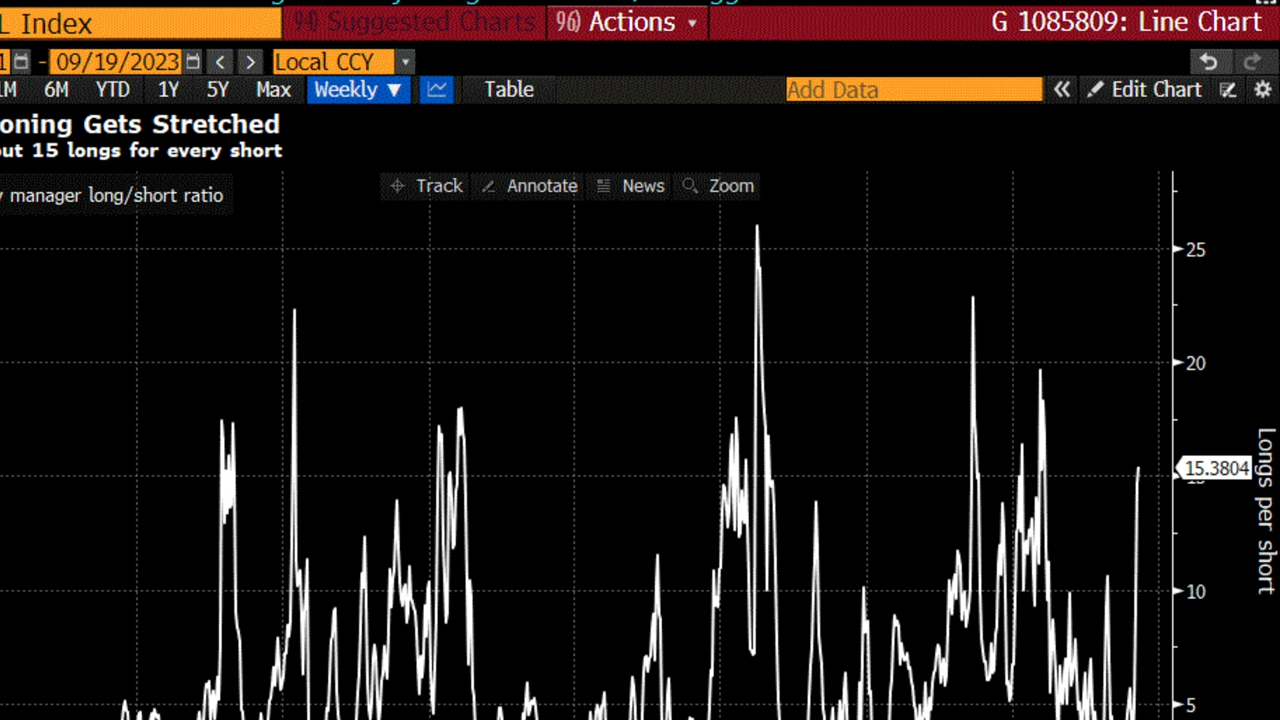 L Index 94) Suggested Charts 96) Actions ▾ G 1085809: Line Chart
- 09/19/2023 < > Local CCY ▾
1M 6M YTD 1Y 5Y Max Weekly ▼ Table Add Data « Edit Chart
oning Gets Stretched
out 15 longs for every short
y manager long/short ratio
Track Annotate News Zoom
25
20
15.3804
15
10
5
Longs per short